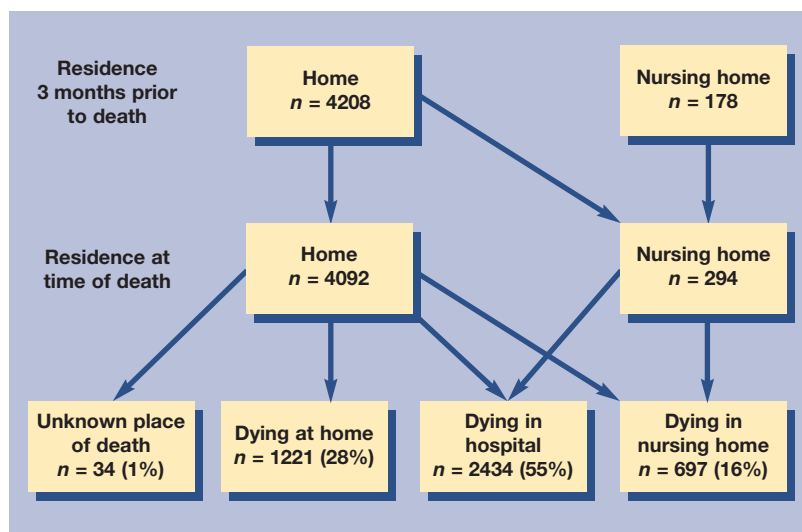 Residence
3 months prior
to death
Home
n = 4208
Nursing home
n = 178
Residence at
time of death
Home
n = 4092
Nursing home
n = 294
Unknown place
of death
n = 34 (1%)
Dying at home
n = 1221 (28%)
Dying in
hospital
n = 2434 (55%)
Dying in
nursing home
n = 697 (16%)